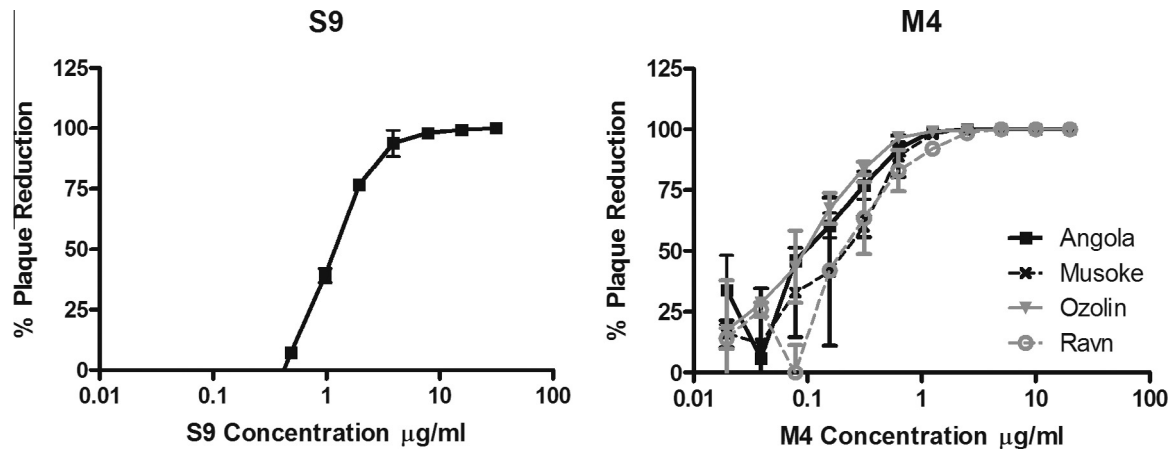 S9
125
100
75
50
25
0
% Plaque Reduction
0.01 0.1 1 10 100
S9 Concentration μg/ml
M4
125
100
75
50
25
0
% Plaque Reduction
Angola
Musoke
Ozolin
Ravn
0.01 0.1 1 10 100
M4 Concentration μg/ml